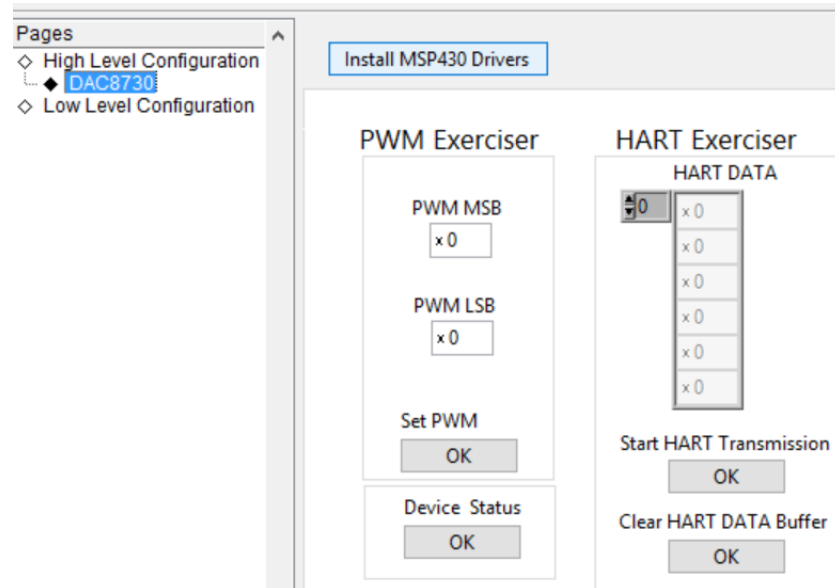 Pages
High Level Configuration
DAC8730
Low Level Configuration
Install MSP430 Drivers
PWM Exerciser
PWM MSB
x 0
PWM LSB
x 0
Set PWM
OK
Device Status
OK
HART Exerciser
HART DATA
0
x 0
x 0
x 0
x 0
x 0
x 0
Start HART Transmission
OK
Clear HART DATA Buffer
OK